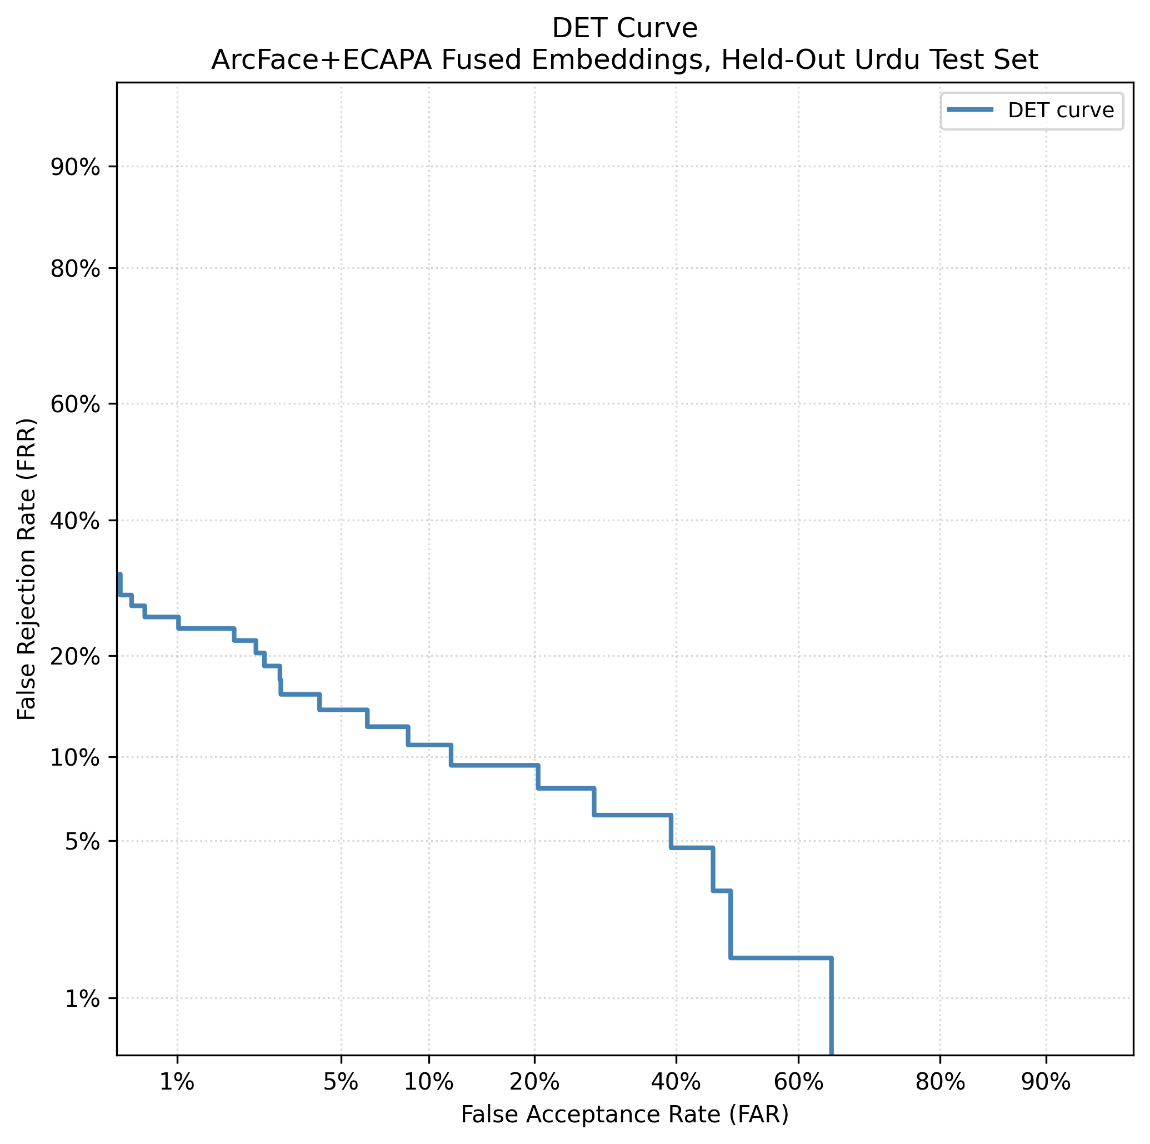 DET Curve
ArcFace+ECAPA Fused Embeddings, Held-Out Urdu Test Set
DET curve
False Rejection Rate (FRR)
90%
80%
60%
40%
20%
10%
5%
1%
1% 5% 10% 20% 40% 60% 80% 90%
False Acceptance Rate (FAR)